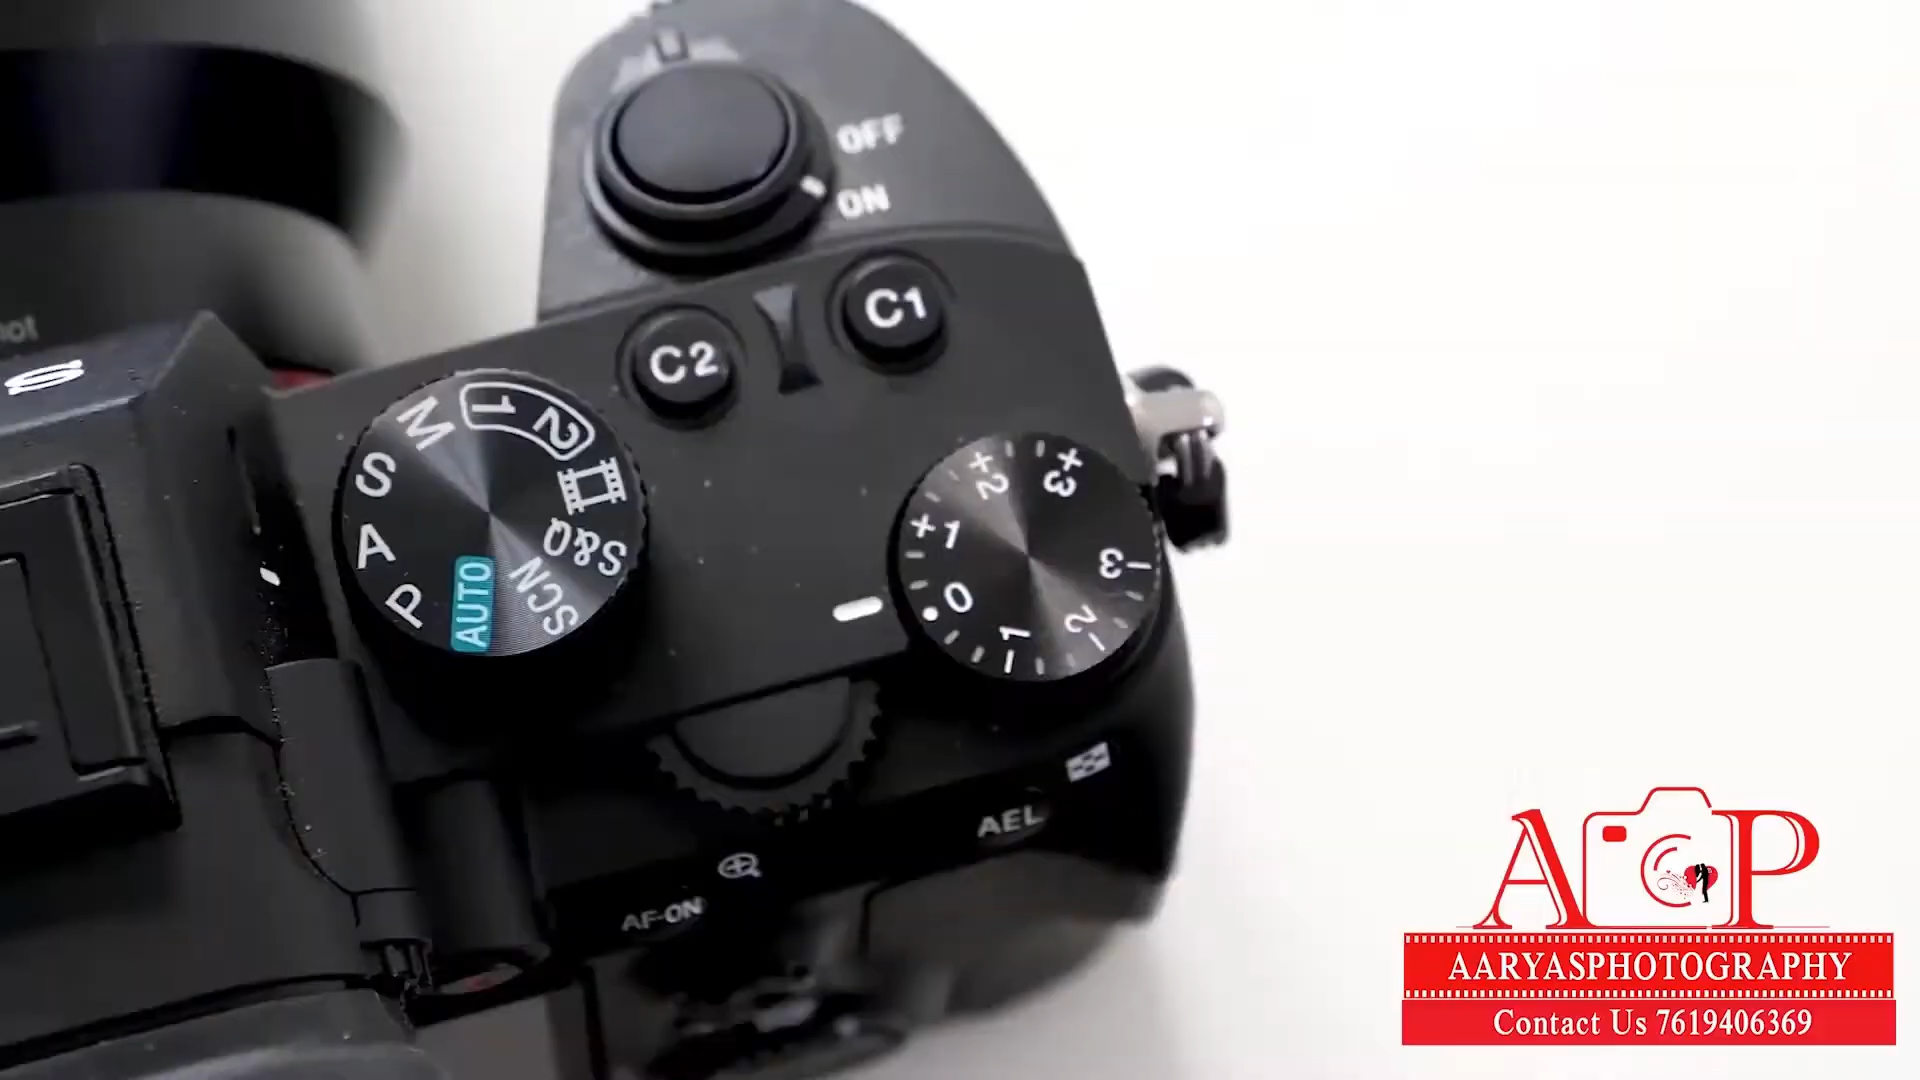 OFF
ON
C1
C2
1 2
M
S
A
P
AUTO
SCN
S&Q
+3
+2
+1
0
1
2
3
S
AEL
AF-ON
A P
AARYASPHOTOGRAPHY
Contact Us 7619406369